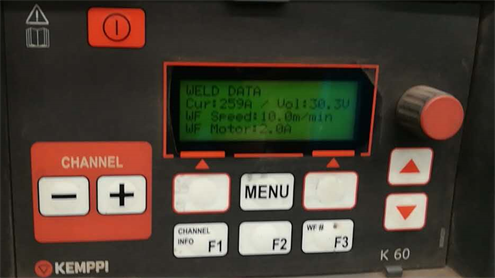 WELD DATA
Cur:259A / Vol:30.3V
WF Speed:10.0m/min
WF Motor:2.0A
CHANNEL
− +
MENU
CHANNEL
INFO F1
F2
WF # F3
KEMPPI
K 60